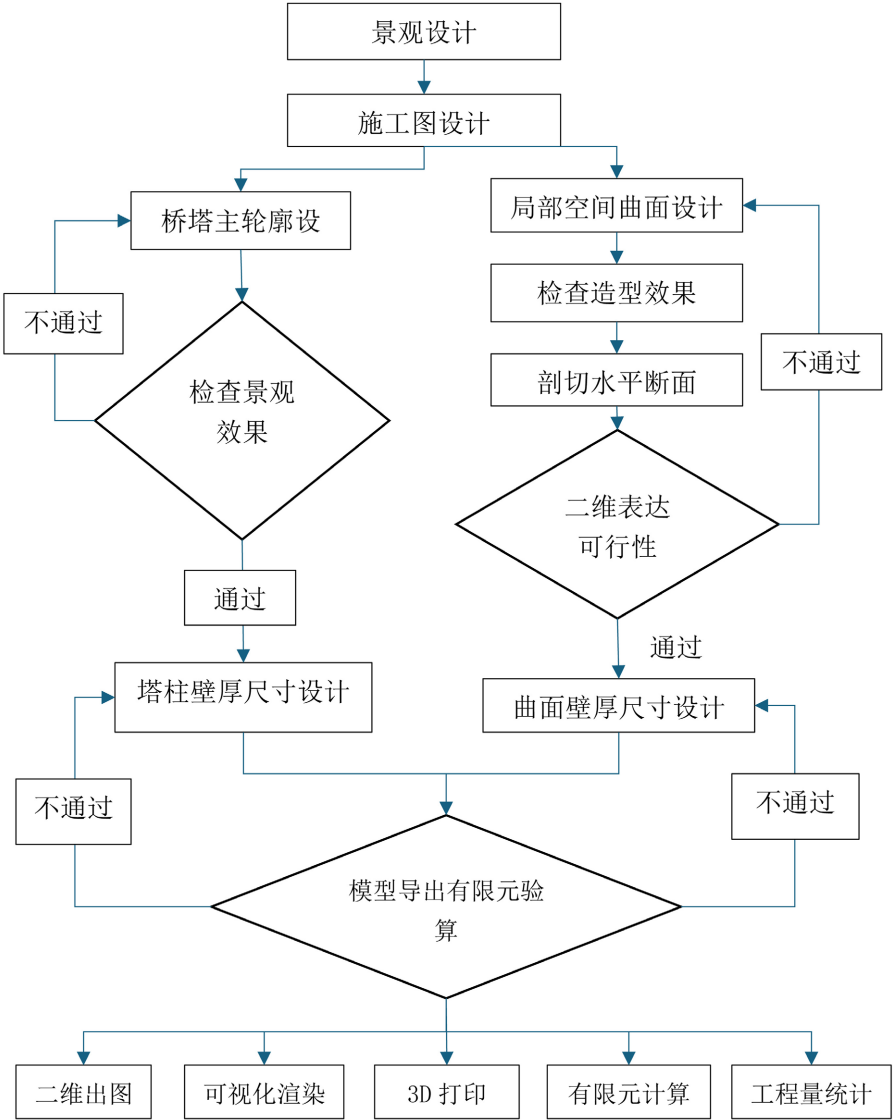 景观设计
施工图设计
桥塔主轮廓设
局部空间曲面设计
检查造型效果
不通过
不通过
剖切水平断面
检查景观
效果
二维表达
可行性
通过
通过
塔柱壁厚尺寸设计
曲面壁厚尺寸设计
不通过
不通过
模型导出有限元验
算
二维出图
可视化渲染
3D 打印
有限元计算
工程量统计